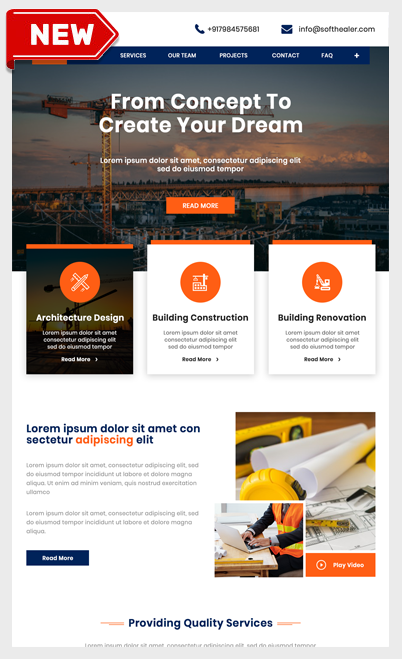 NEW
+917984575681
info@softhealer.com
SERVICES OUR TEAM PROJECTS CONTACT FAQ +
From Concept To
Create Your Dream
Lorem ipsum dolor sit amet, consectetur adipiscing elit
sed do eiusmod tempor
READ MORE
Architecture Design
Lorem ipsum dolor sit amet
consectetur adipiscing elit
sed do eiusmod tempor
Read More ›
Building Construction
Lorem ipsum dolor sit amet
consectetur adipiscing elit
sed do eiusmod tempor
Read More ›
Building Renovation
Lorem ipsum dolor sit amet
consectetur adipiscing elit
sed do eiusmod tempor
Read More ›
Lorem ipsum dolor sit amet con
sectetur adipiscing elit
Lorem ipsum dolor sit amet, consectetur adipiscing elit, sed
do eiusmod tempor incididunt ut labore et dolore magna
aliqua. Ut enim ad minim veniam, quis nostrud exercitation
ullamco
Lorem ipsum dolor sit amet, consectetur adipiscing elit, sed
do eiusmod tempor incididunt ut labore et dolore magna
aliqua.
Read More
Play Video
Providing Quality Services
Lorem ipsum dolor sit amet, consectetur adipiscing elit, sed do eiusmod tempor